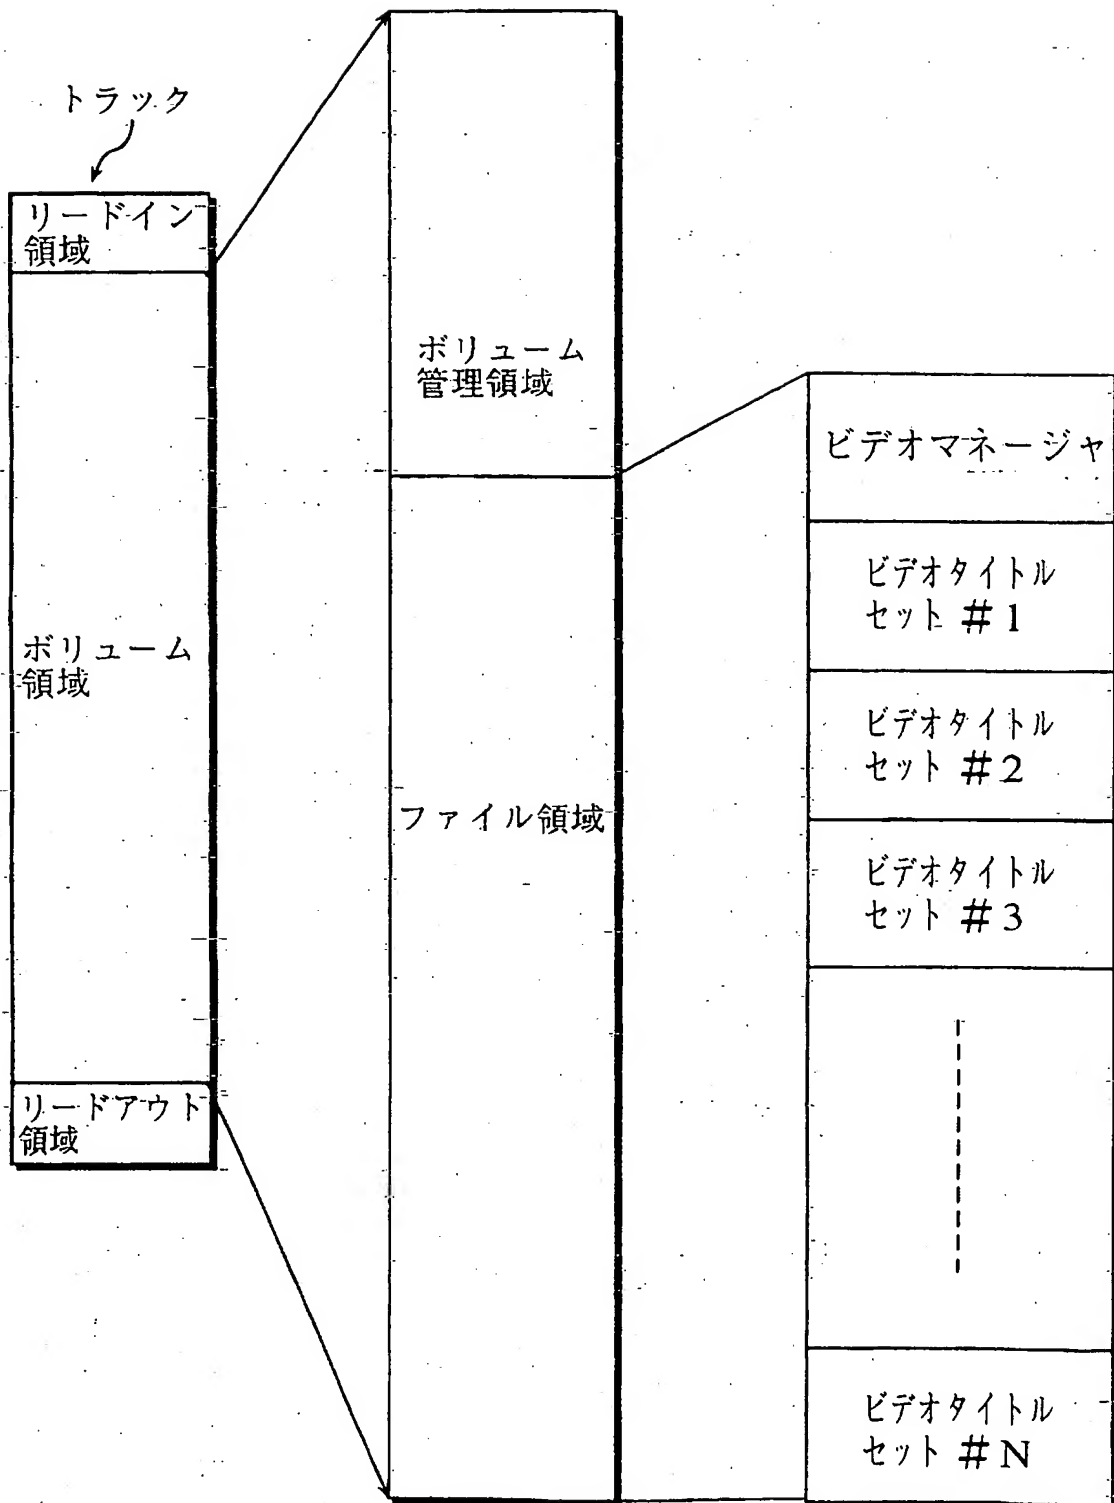 トラック
リードイン
領域
ボリューム
領域
リードアウト
領域
ボリューム
管理領域
ファイル領域
ビデオマネージャ
ビデオタイトル
セット #1
ビデオタイトル
セット #2
ビデオタイトル
セット #3
ビデオタイトル
セット #N